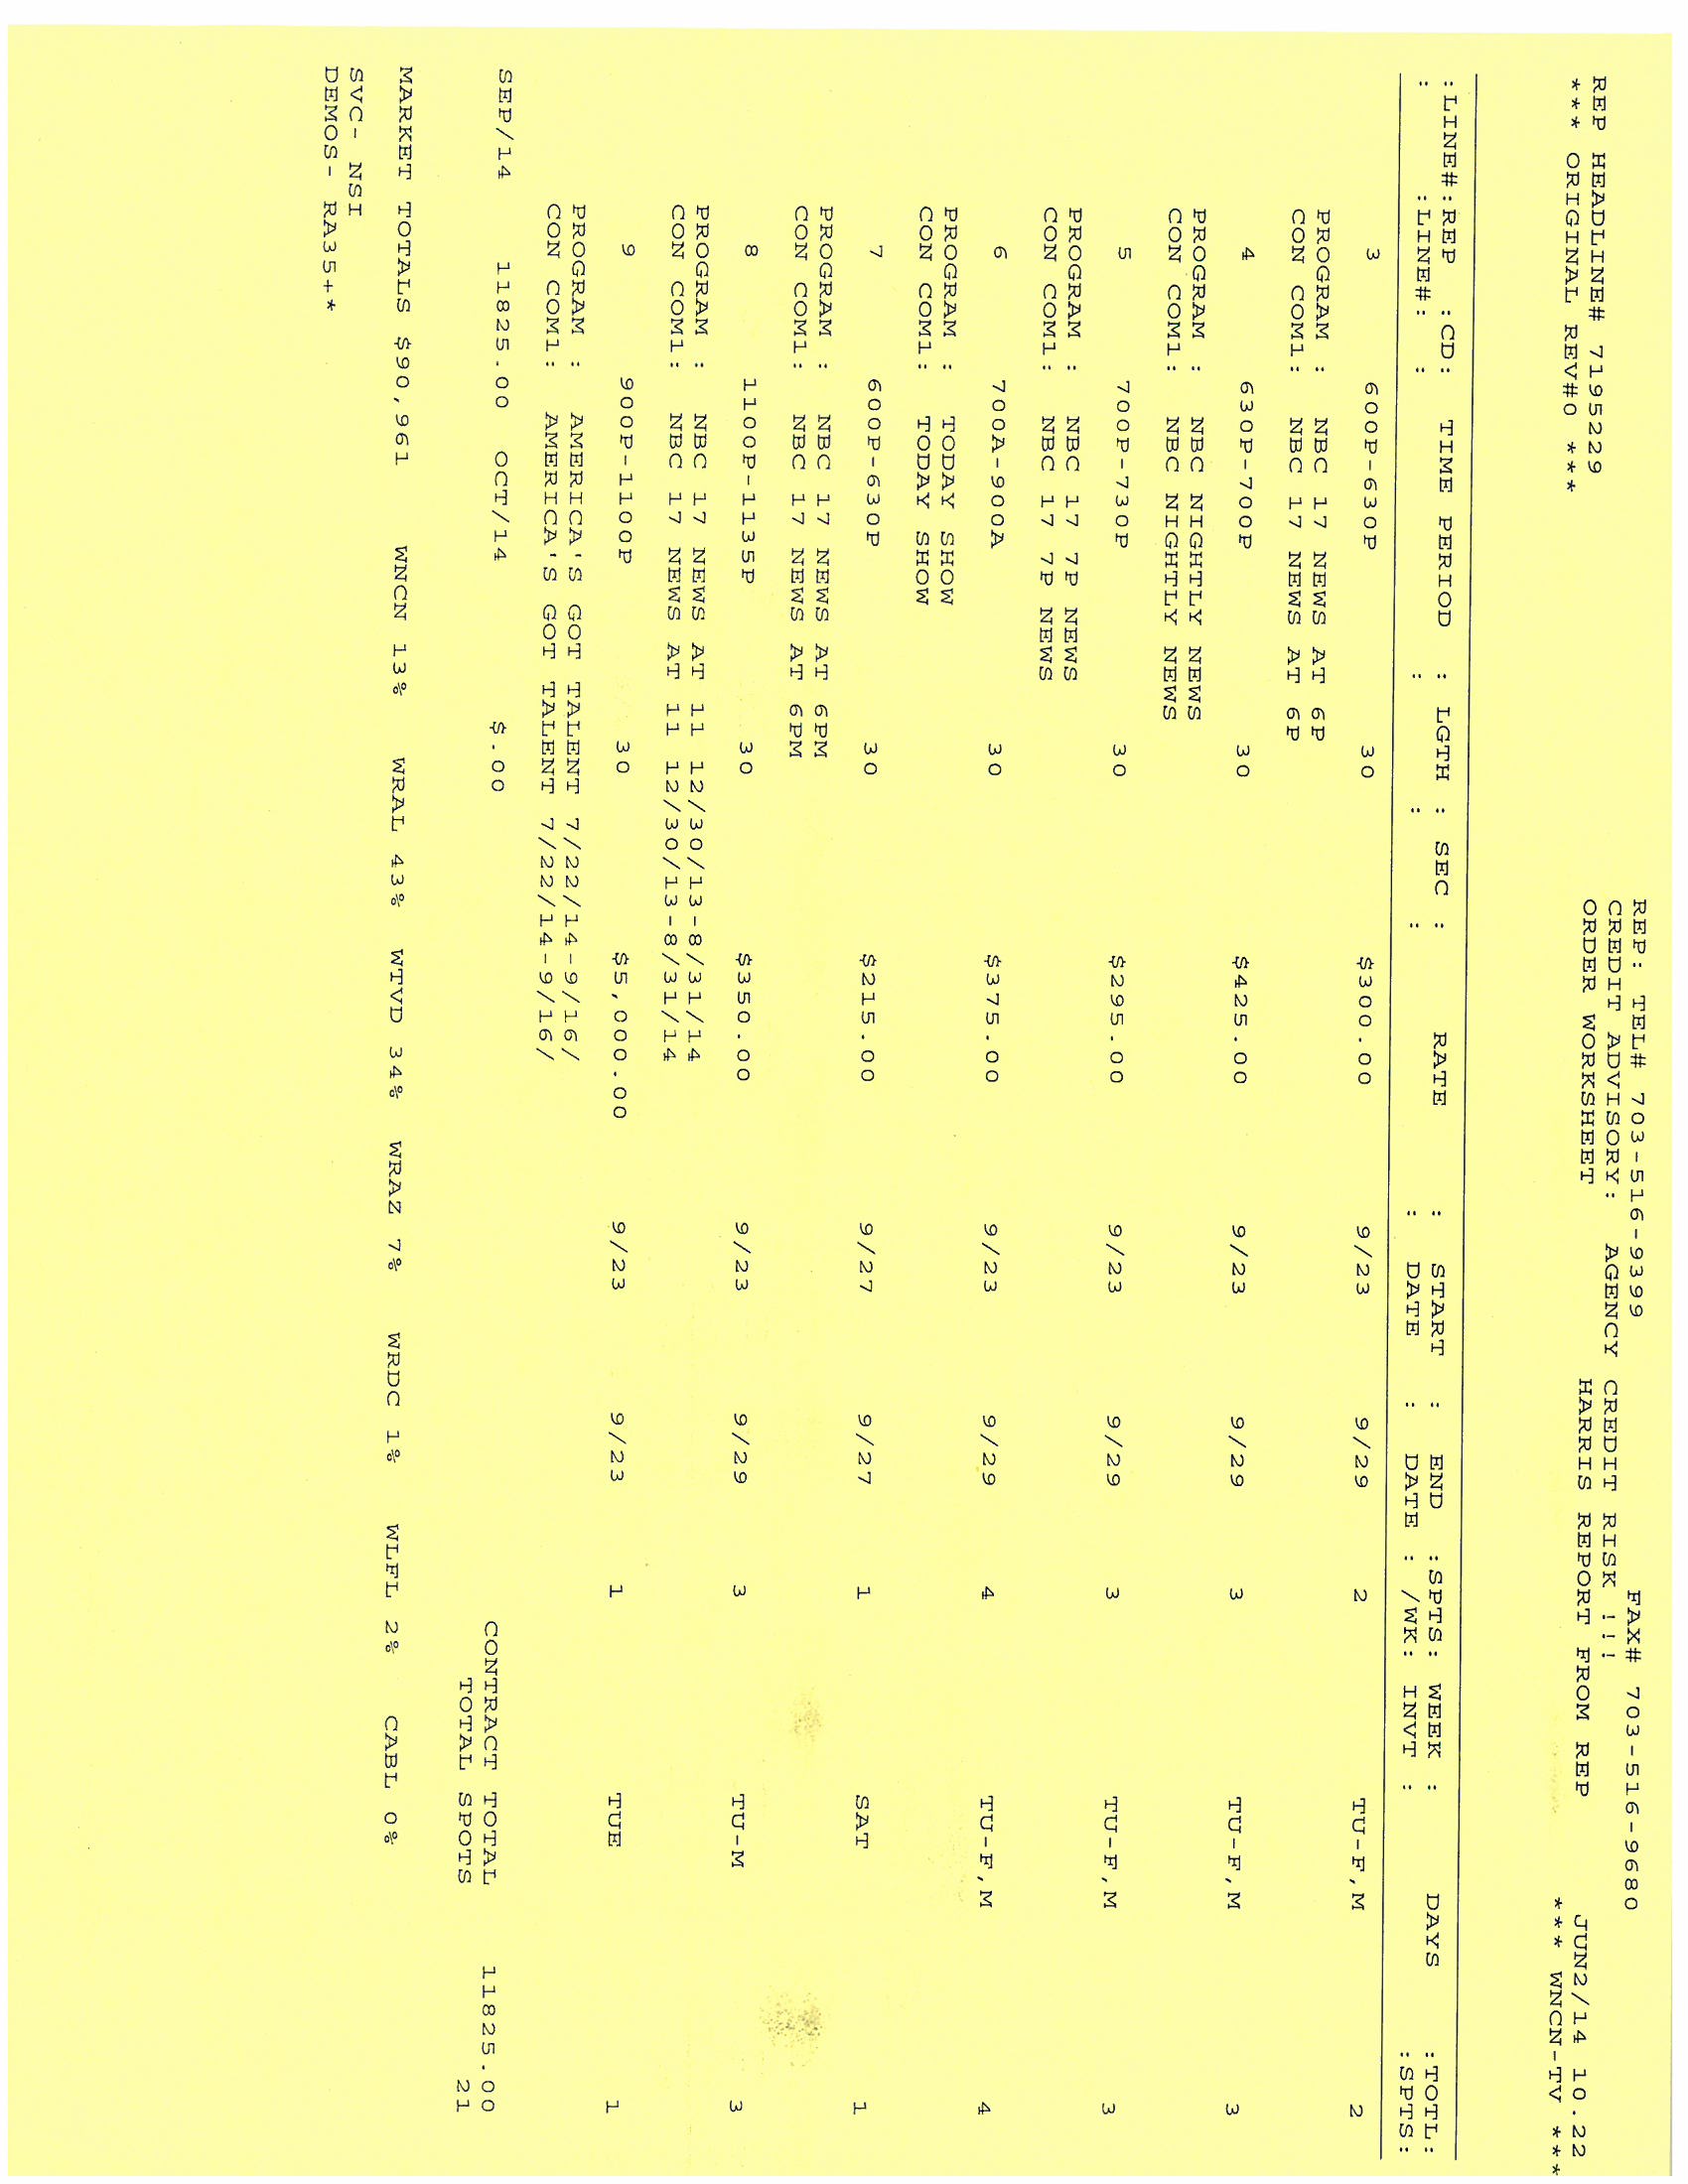 REP: TEL# 703-516-9399 FAX# 703-516-9680
CREDIT ADVISORY: AGENCY CREDIT RISK !!!
REP HEADLINE# 7195229 ORDER WORKSHEET HARRIS REPORT FROM REP JUN2/14 10.22
*** ORIGINAL REV#0 *** *** WNCN-TV ***
:LINE#:REP :CD: TIME PERIOD : LGTH : SEC : RATE : START : END :SPTS: WEEK : DAYS :TOTL:
: :LINE#: : : : : : DATE : DATE : /WK: INVT : :SPTS:
3 600P-630P 30 $300.00 9/23 9/29 2 TU-F,M 2
PROGRAM : NBC 17 NEWS AT 6P
CON COM1: NBC 17 NEWS AT 6P
4 630P-700P 30 $425.00 9/23 9/29 3 TU-F,M 3
PROGRAM : NBC NIGHTLY NEWS
CON COM1: NBC NIGHTLY NEWS
5 700P-730P 30 $295.00 9/23 9/29 3 TU-F,M 3
PROGRAM : NBC 17 7P NEWS
CON COM1: NBC 17 7P NEWS
6 700A-900A 30 $375.00 9/23 9/29 4 TU-F,M 4
PROGRAM : TODAY SHOW
CON COM1: TODAY SHOW
7 600P-630P 30 $215.00 9/27 9/27 1 SAT 1
PROGRAM : NBC 17 NEWS AT 6PM
CON COM1: NBC 17 NEWS AT 6PM
8 1100P-1135P 30 $350.00 9/23 9/29 3 TU-M 3
PROGRAM : NBC 17 NEWS AT 11 12/30/13-8/31/14
CON COM1: NBC 17 NEWS AT 11 12/30/13-8/31/14
9 900P-1100P 30 $5,000.00 9/23 9/23 1 TUE 1
PROGRAM : AMERICA'S GOT TALENT 7/22/14-9/16/
CON COM1: AMERICA'S GOT TALENT 7/22/14-9/16/
SEP/14 11825.00 OCT/14 $.00 CONTRACT TOTAL 11825.00
TOTAL SPOTS 21
MARKET TOTALS $90,961 WNCN 13% WRAL 43% WTVD 34% WRAZ 7% WRDC 1% WLFL 2% CABL 0%
SVC- NSI
DEMOS- RA35+*